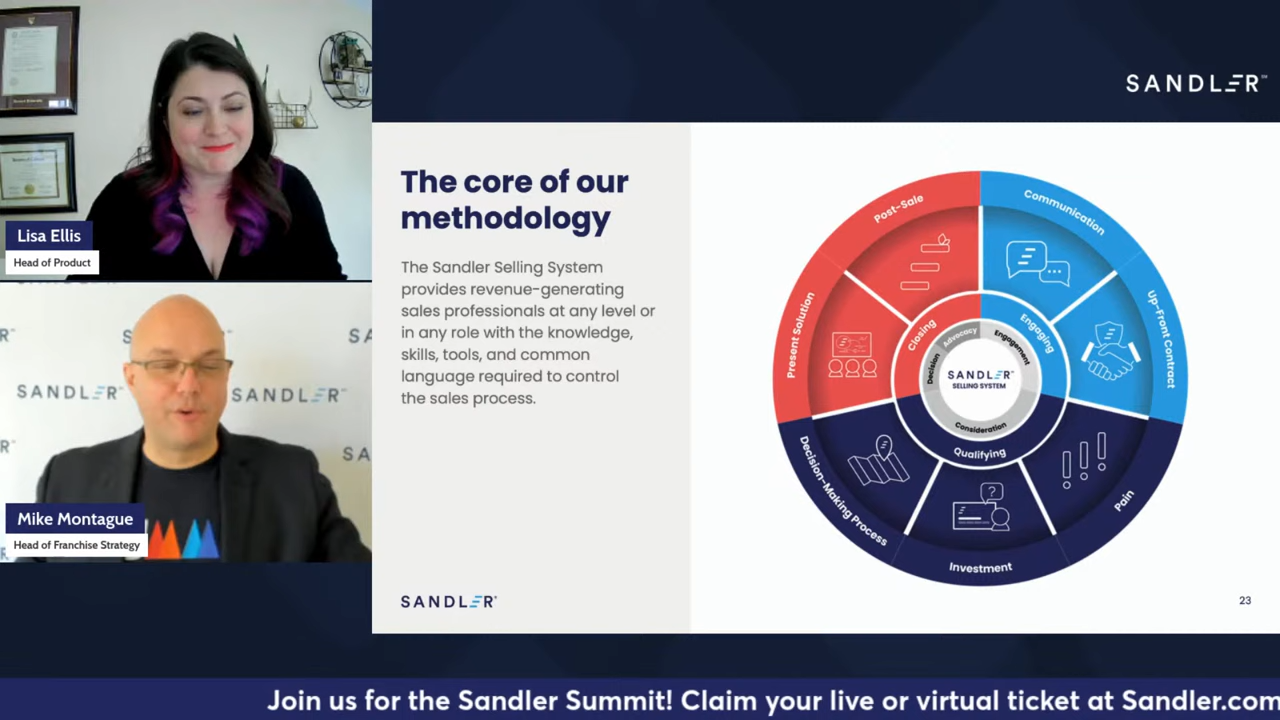 SANDLER
Lisa Ellis
Head of Product
SANDLER
SANDLER
SA
Mike Montague
Head of Franchise Strategy
The core of our
methodology
The Sandler Selling System
provides revenue-generating
sales professionals at any level or
in any role with the knowledge,
skills, tools, and common
language required to control
the sales process.
SANDLER
Post-Sale
Communication
Present Solution
Up-Front Contract
Closing
Engaging
Advocacy
Engagement
Decision
SANDLER
SELLING SYSTEM
Consideration
Qualifying
Decision-Making Process
Investment
Pain
23
Join us for the Sandler Summit! Claim your live or virtual ticket at Sandler.com